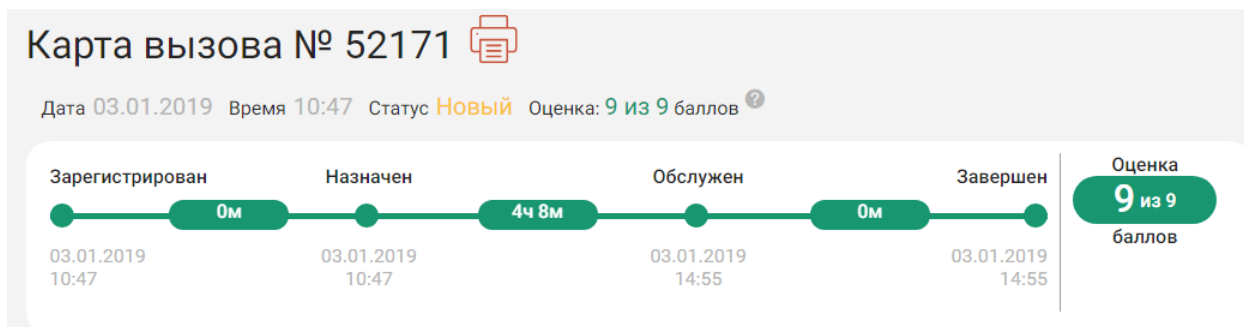 Карта вызова № 52171
Дата 03.01.2019 Время 10:47 Статус Новый Оценка: 9 из 9 баллов ?
Зарегистрирован Назначен Обслужен Завершен
0м 4ч 8м 0м
03.01.2019 03.01.2019 03.01.2019 03.01.2019
10:47 10:47 14:55 14:55
Оценка
9 из 9
баллов